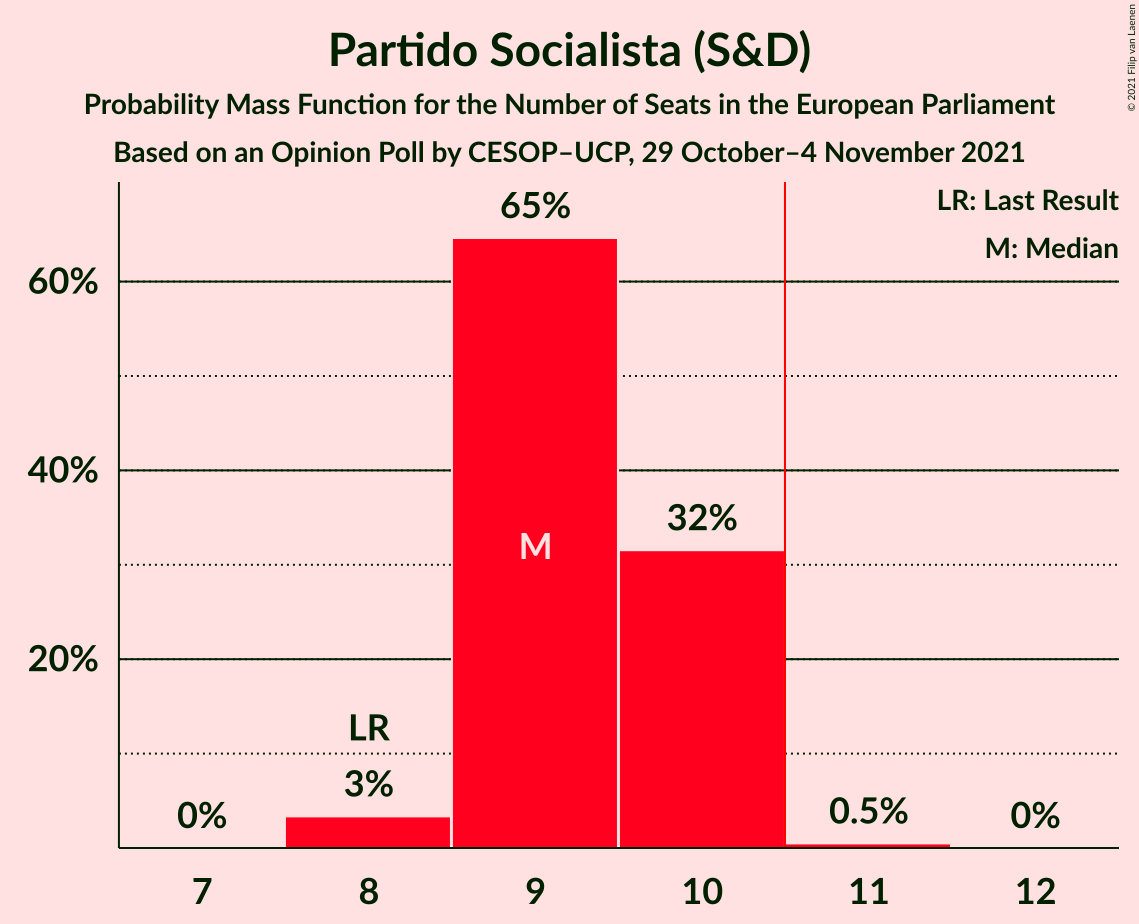 Partido Socialista (S&D)
Probability Mass Function for the Number of Seats in the European Parliament
Based on an Opinion Poll by CESOP–UCP, 29 October–4 November 2021
© 2021 Filip van Laenen
LR: Last Result
M: Median
65%
60%
40%
32%
M
20%
LR
3%
0%
0.5%
0%
7 8 9 10 11 12